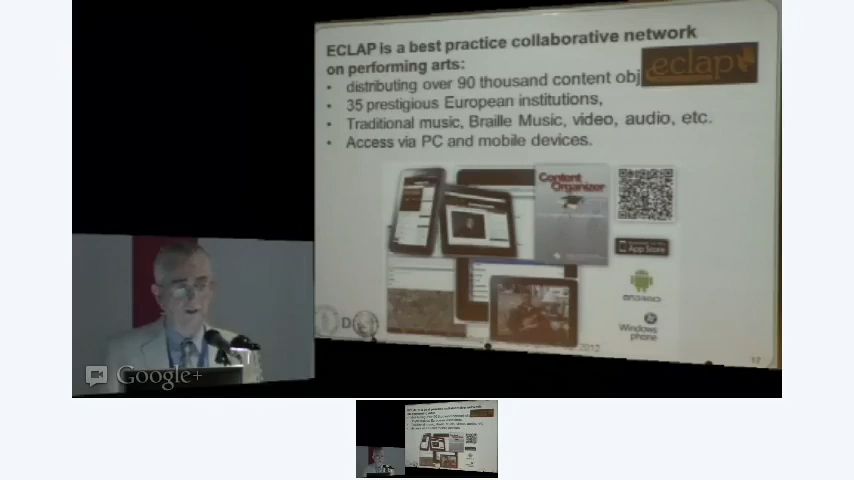 ECLAP is a best practice collaborative network
on performing arts:
• distributing over 90 thousand content obj
eclap
• 35 prestigious European institutions,
• Traditional music, Braille Music, video, audio, etc.
• Access via PC and mobile devices.
Content
Organizer
App Store
ANDROID
Windows
phone
D
2012
12
Google+